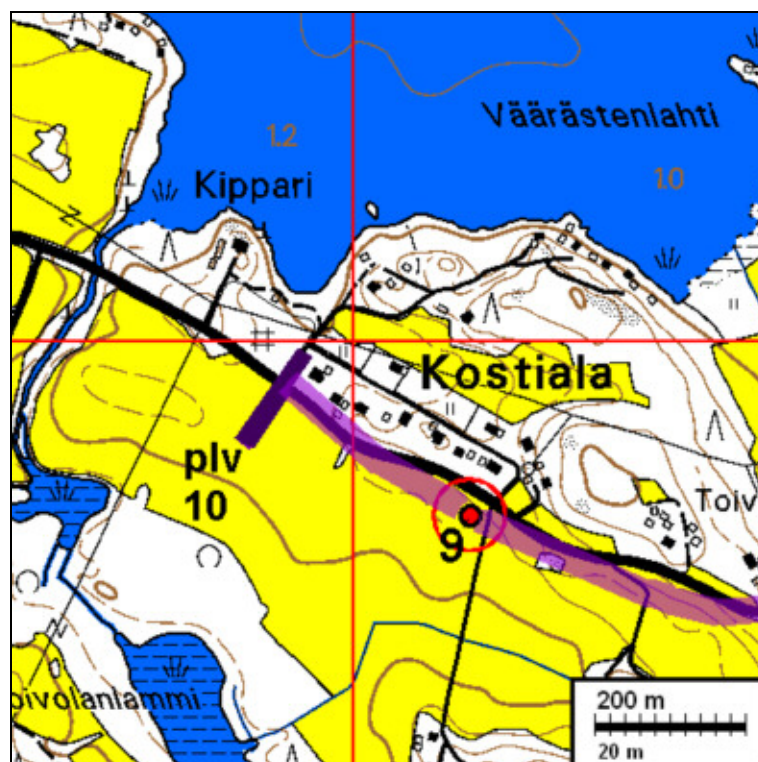 Väärästenlahti
1.2
Kippari
1.0
Kostiala
plv
10
Toiv
9
oivolanlammi
200 m
20 m